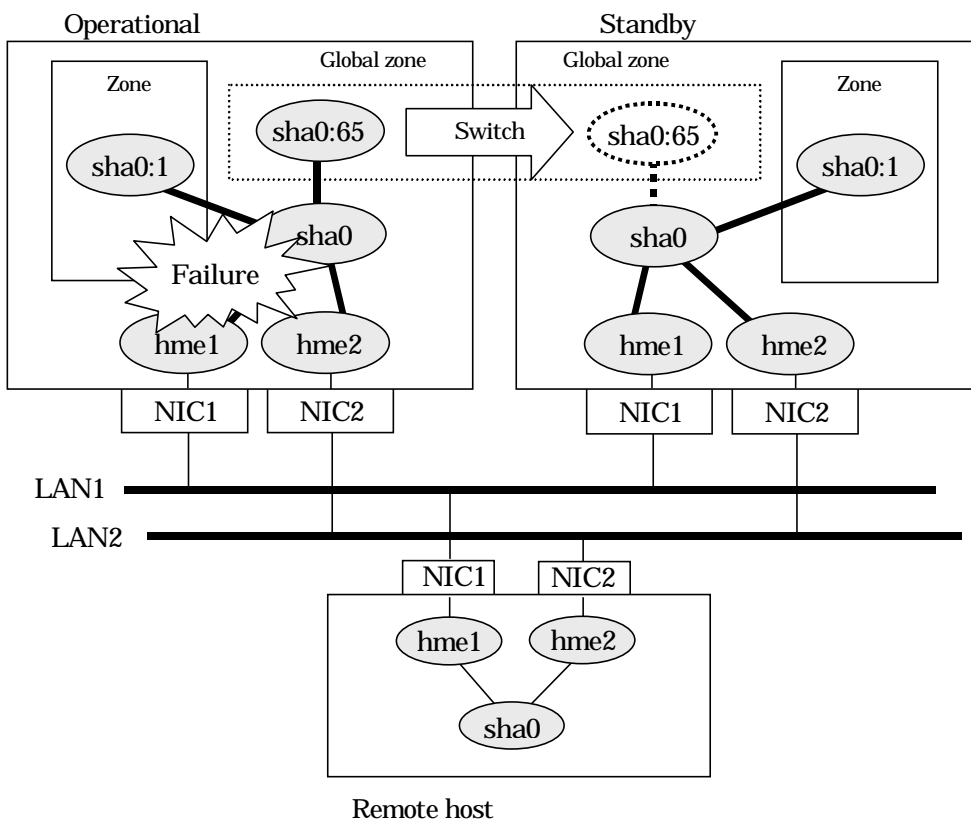 Operational
Standby
Global zone
Global zone
Zone
Zone
sha0:65
Switch
sha0:65
sha0:1
sha0:1
sha0
sha0
Failure
hme1
hme2
hme1
hme2
NIC1
NIC2
NIC1
NIC2
LAN1
LAN2
NIC1
NIC2
hme1
hme2
sha0
Remote host